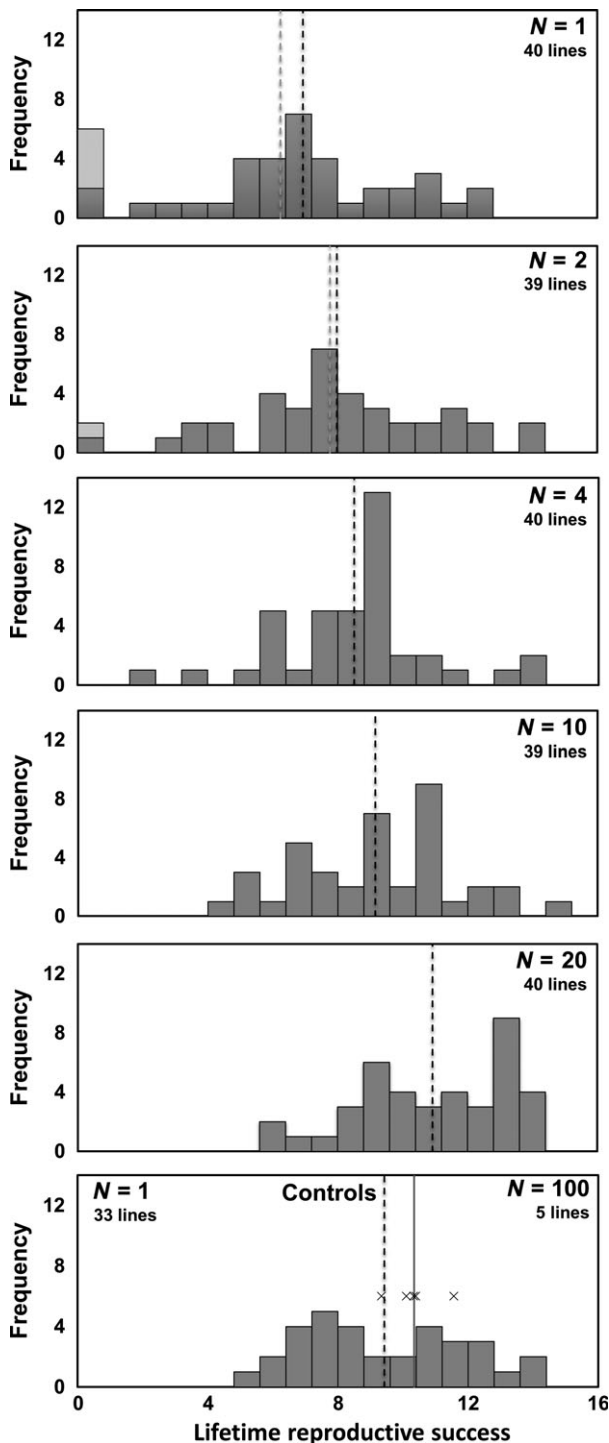 N = 1
40 lines
Frequency
12
8
4
0
N = 2
39 lines
Frequency
12
8
4
0
N = 4
40 lines
Frequency
12
8
4
0
N = 10
39 lines
Frequency
12
8
4
0
N = 20
40 lines
Frequency
12
8
4
0
N = 1
33 lines
Controls
N = 100
5 lines
Frequency
12
8
4
0
0 4 8 12 16
Lifetime reproductive success